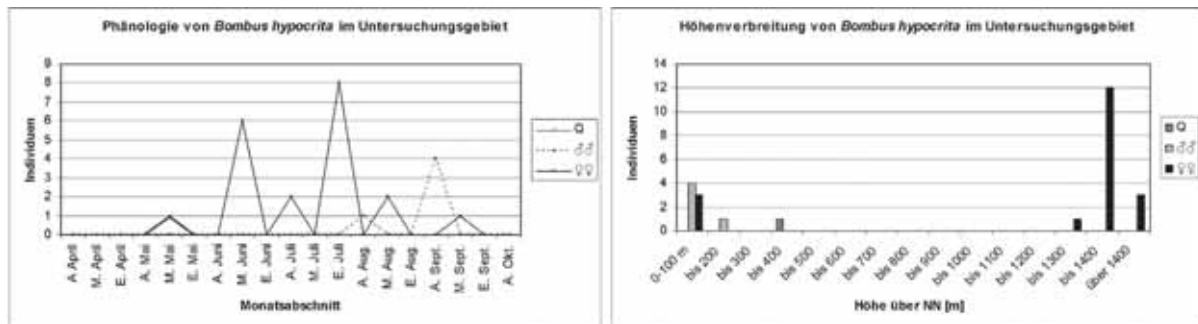 Phänologie von Bombus hypocrita im Untersuchungsgebiet
Individuen
9
8
7
6
5
4
3
2
1
0
A. April
M. April
E. April
A. Mai
M. Mai
E. Mai
A. Juni
M. Juni
E. Juni
A. Juli
M. Juli
E. Juli
A. Aug.
M. Aug.
E. Aug.
A. Sept.
M. Sept.
E. Sept.
A. Okt.
Monatsabschnitt
Q
♂♂
♀♀
Höhenverbreitung von Bombus hypocrita im Untersuchungsgebiet
Individuen
14
12
10
8
6
4
2
0
0-100 m
bis 200
bis 300
bis 400
bis 500
bis 600
bis 700
bis 800
bis 900
bis 1000
bis 1100
bis 1200
bis 1300
bis 1400
über 1400
Höhe über NN [m]
Q
♂♂
♀♀